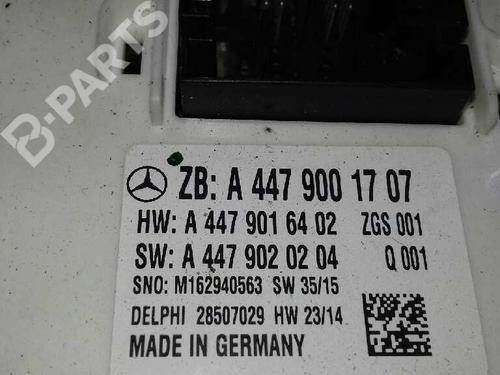 B-PARTS
ZB: A 447 900 17 07
HW: A 447 901 64 02 ZGS 001
SW: A 447 902 02 04 Q 001
SNO: M162940563 SW 35/15
DELPHI 28507029 HW 23/14
MADE IN GERMANY